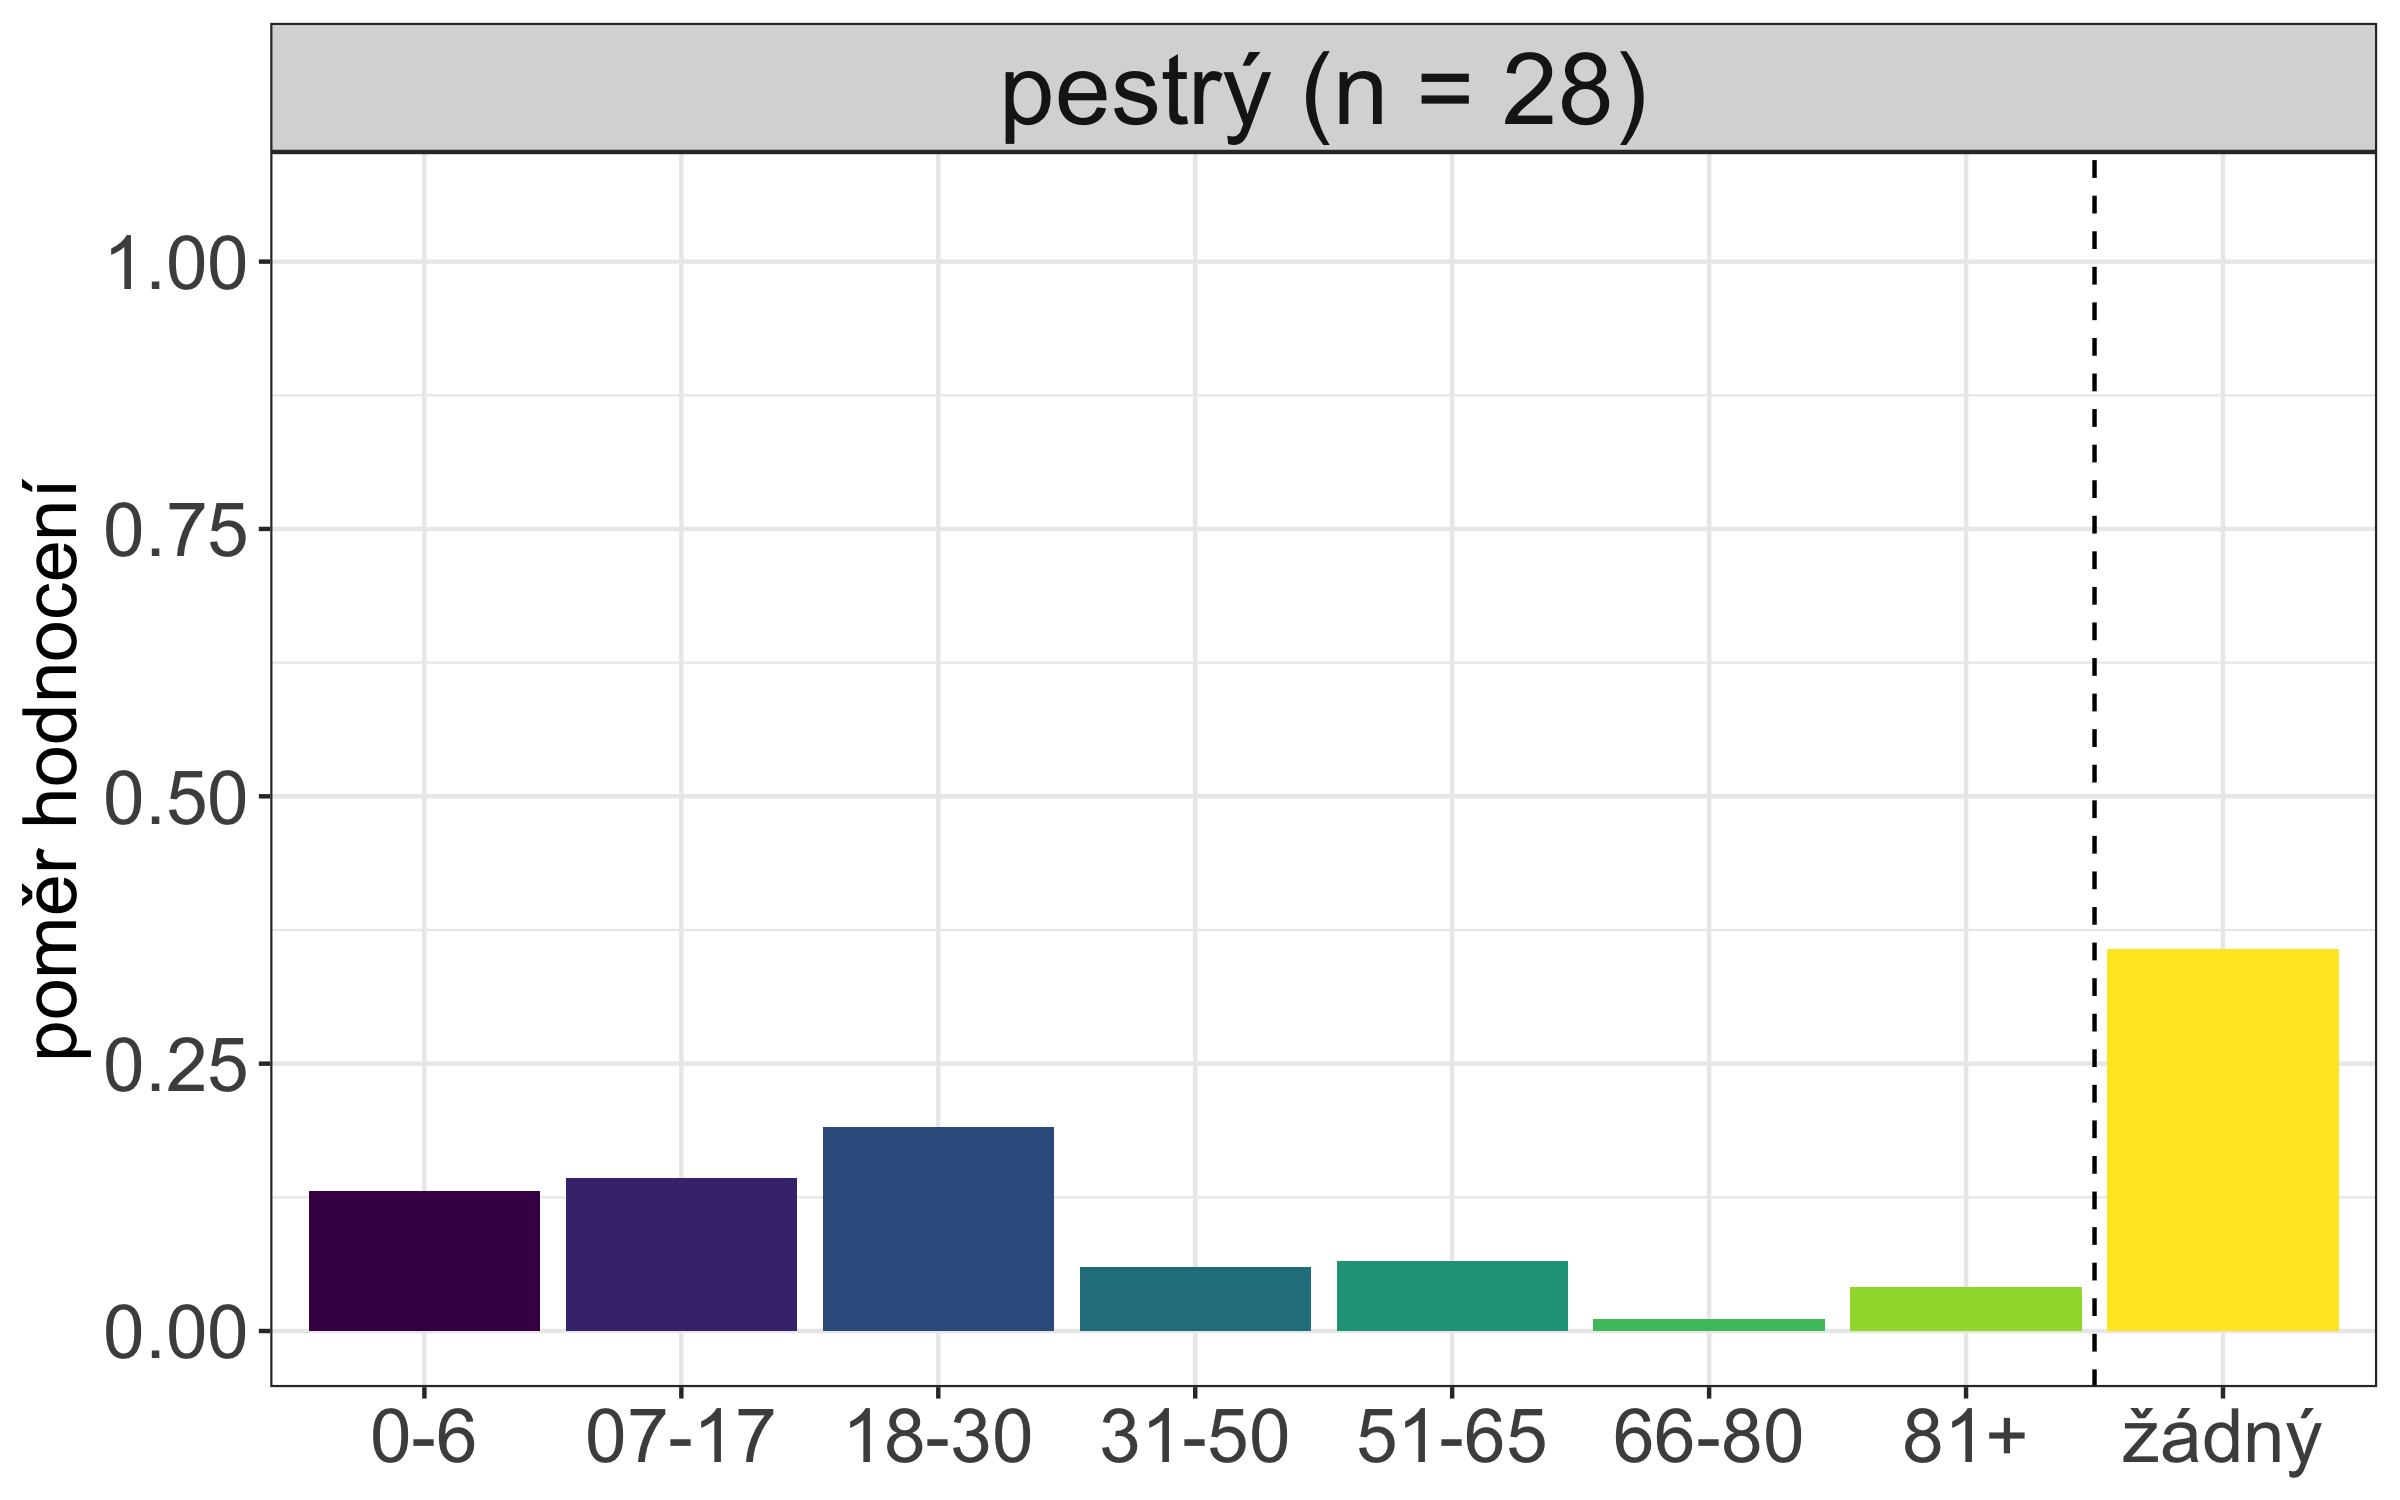 pestrý (n = 28)
poměr hodnocení
1.00
0.75
0.50
0.25
0.00
0-6 07-17 18-30 31-50 51-65 66-80 81+ žádný